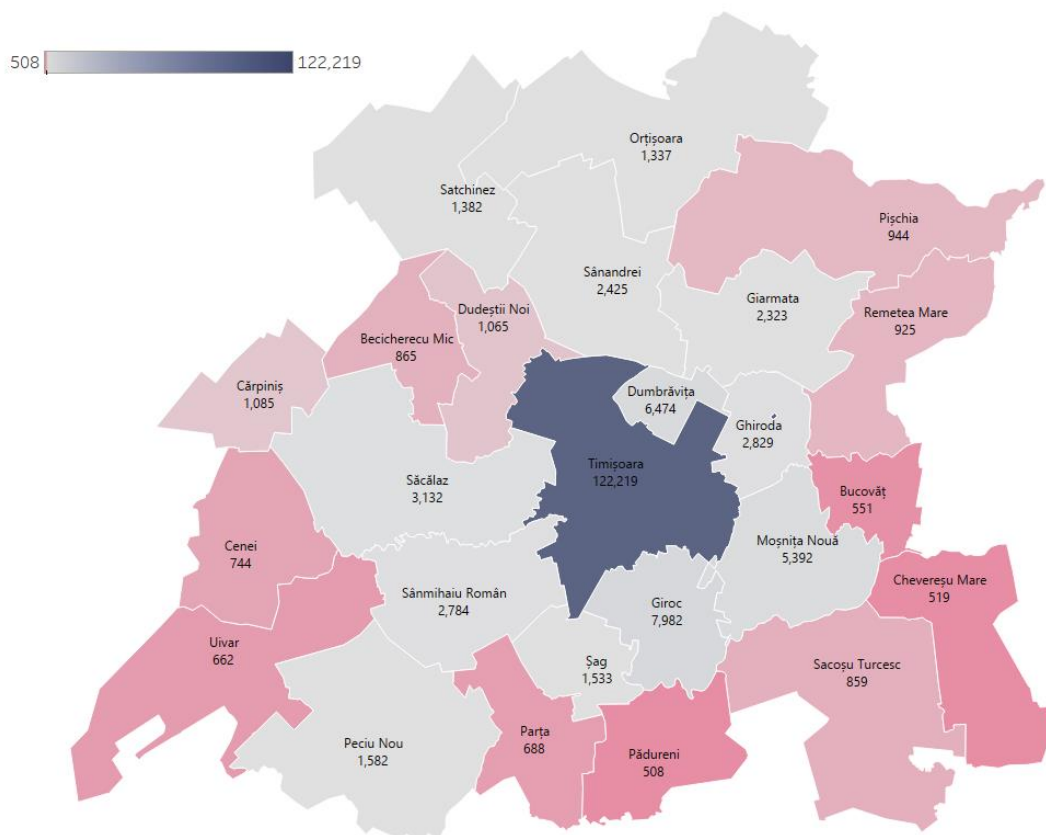 508
122,219
Orțișoara
1,337
Satchinez
1,382
Pișchia
944
Sânandrei
2,425
Giarmata
2,323
Dudeștii Noi
1,065
Remetea Mare
925
Becicherecu Mic
865
Cărpiniș
1,085
Dumbrăvița
6,474
Ghiroda
2,829
Timișoara
122,219
Săcălaz
3,132
Bucovăț
551
Moșnița Nouă
5,392
Cenei
744
Chevereșu Mare
519
Sânmihaiu Român
2,784
Giroc
7,982
Uivar
662
Șag
1,533
Sacoșu Turcesc
859
Parța
688
Peciu Nou
1,582
Pădureni
508